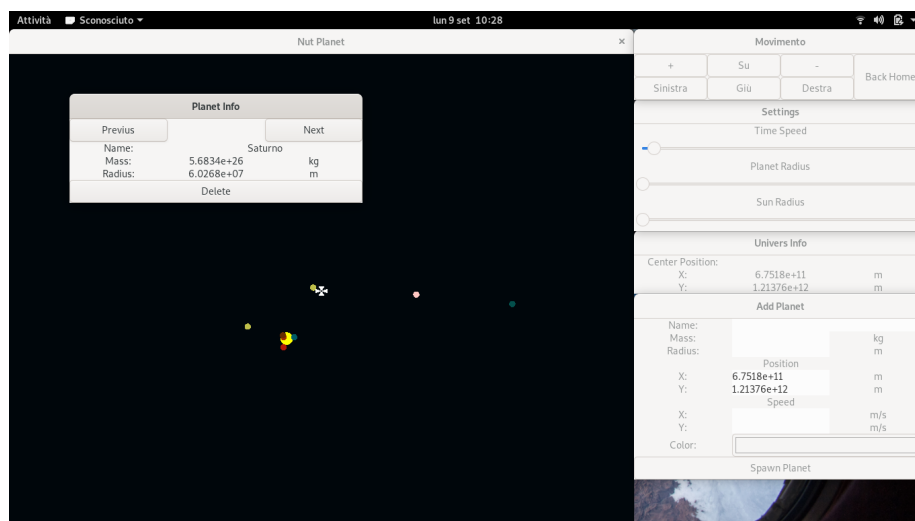 Attività Sconosciuto lun 9 set 10:28
Nut Planet ×
Planet Info
Previus Next
Name: Saturno
Mass: 5.6834e+26 kg
Radius: 6.0268e+07 m
Delete
Movimento
+ Su - Back Home
Sinistra Giù Destra
Settings
Time Speed
Planet Radius
Sun Radius
Univers Info
Center Position:
X: 6.7518e+11 m
Y: 1.21376e+12 m
Add Planet
Name:
Mass: kg
Radius: m
Position
X: 6.7518e+11 m
Y: 1.21376e+12 m
Speed
X: m/s
Y: m/s
Color:
Spawn Planet